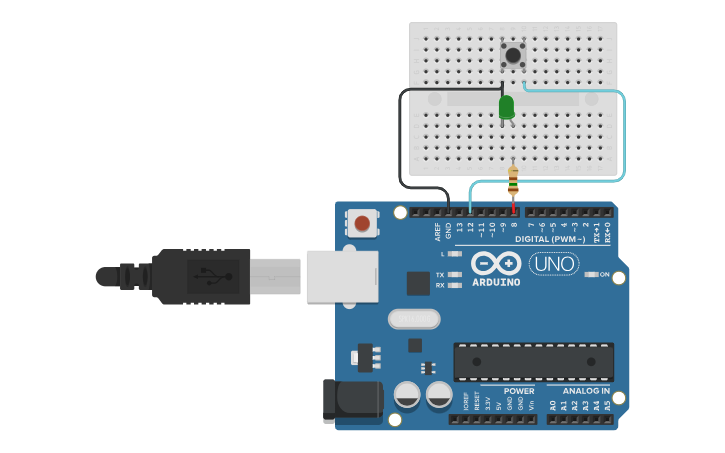 AREF
GND
13
12
~11
~10
~9
8
7
~6
~5
4
~3
2
TX→1
RX←0
DIGITAL (PWM~)
L
TX
RX
ARDUINO
UNO
ON
POWER
ANALOG IN
IOREF
RESET
3.3V
5V
GND
GND
Vin
A0
A1
A2
A3
A4
A5